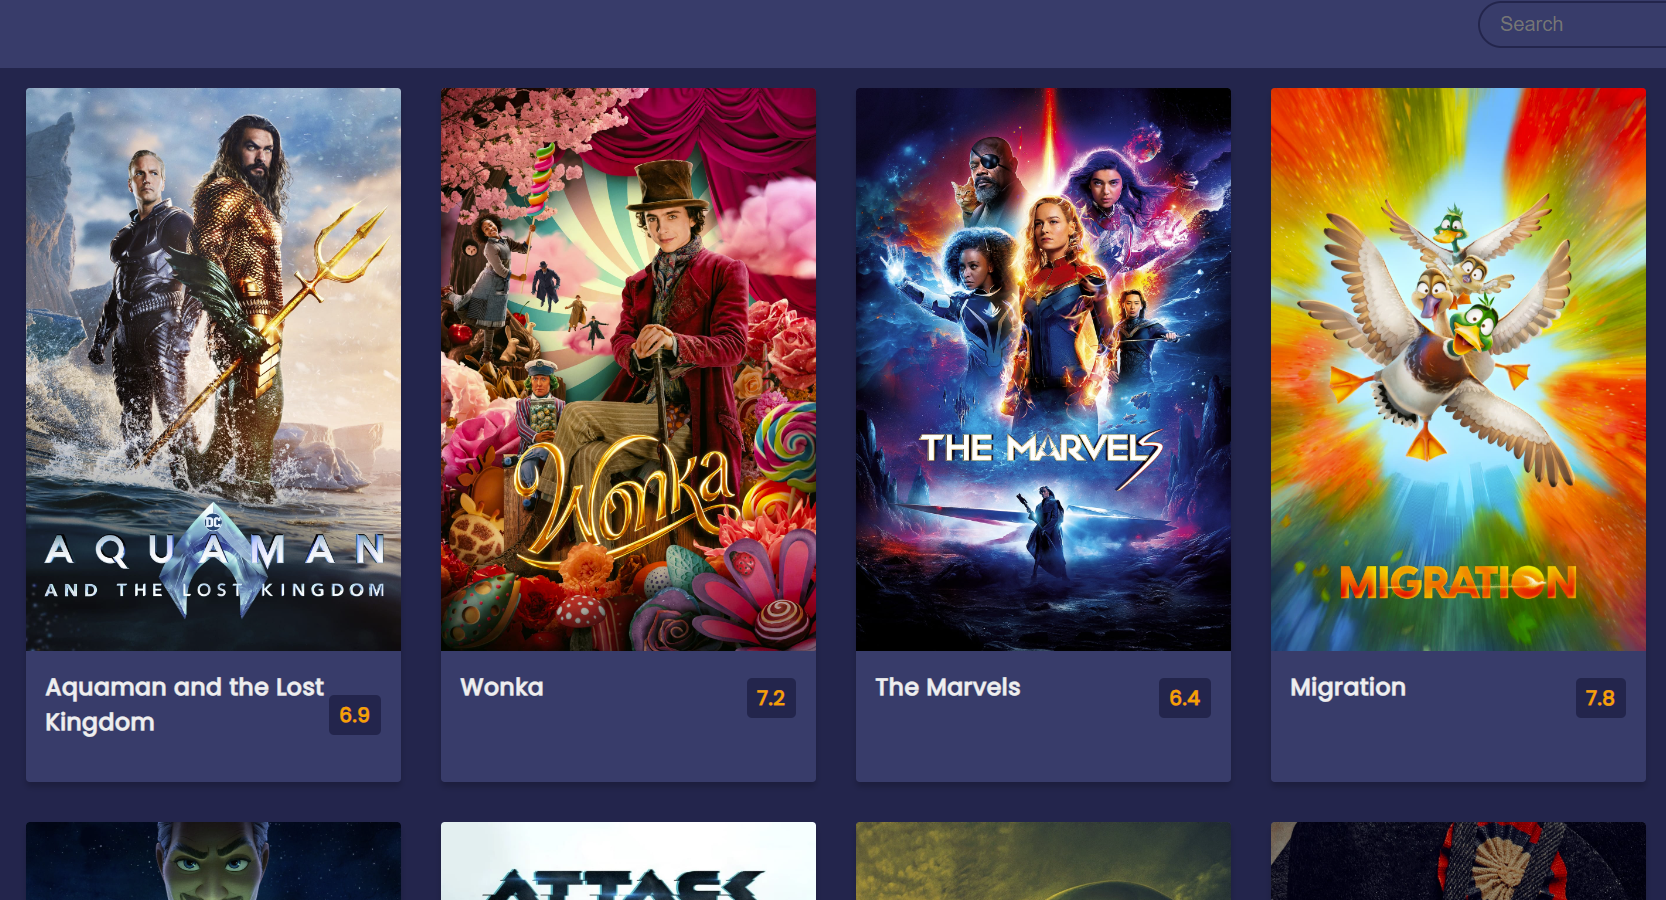 Search
DC
AQUAMAN
AND THE LOST KINGDOM
Wonka
THE MARVELS
MIGRATION
Aquaman and the Lost
Kingdom
6.9
Wonka
7.2
The Marvels
6.4
Migration
7.8
ATTACK